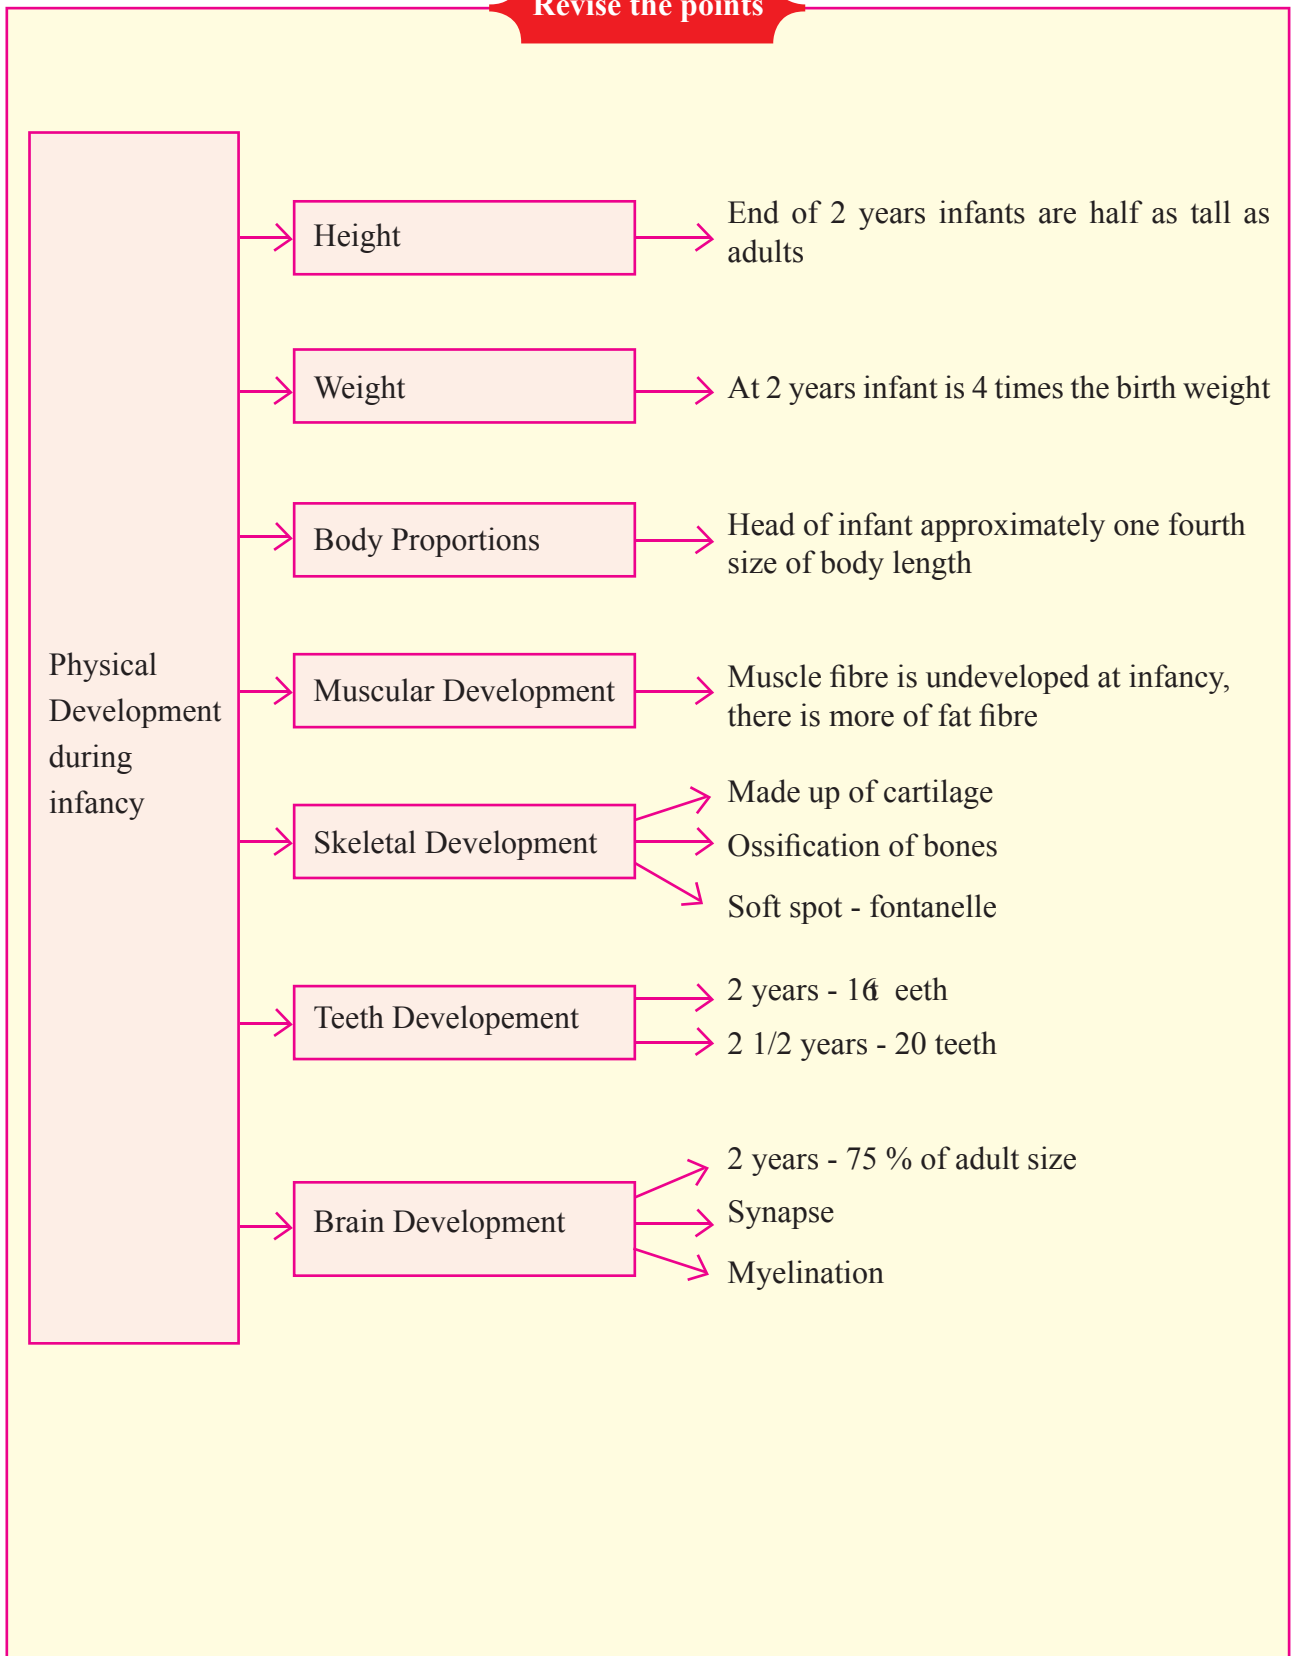 Revise the points
Physical
Development
during
infancy
Height
End of 2 years infants are half as tall as
adults
Weight
At 2 years infant is 4 times the birth weight
Body Proportions
Head of infant approximately one fourth
size of body length
Muscular Development
Muscle fibre is undeveloped at infancy,
there is more of fat fibre
Skeletal Development
Made up of cartilage
Ossification of bones
Soft spot - fontanelle
Teeth Developement
2 years - 16 teeth
2 1/2 years - 20 teeth
Brain Development
2 years - 75 % of adult size
Synapse
Myelination